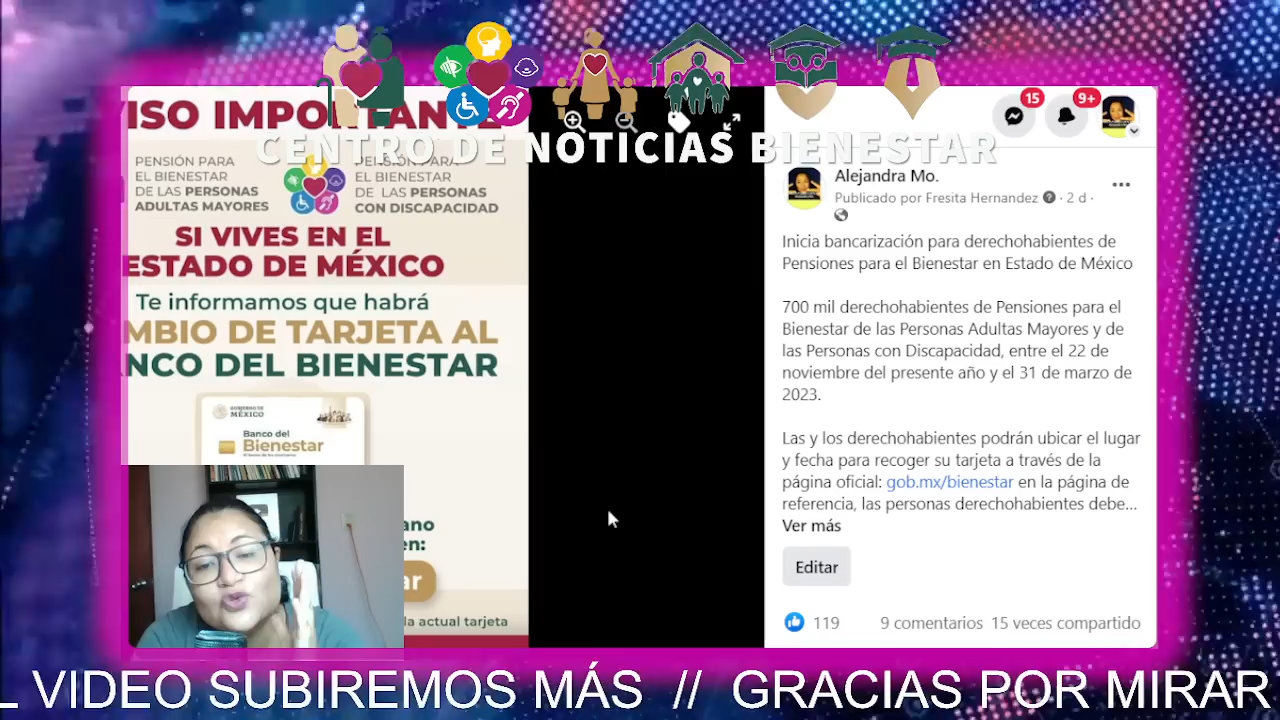 CENTRO DE NOTICIAS BIENESTAR
VISO IMPORTANTE
PENSIÓN PARA
EL BIENESTAR
DE LAS PERSONAS
ADULTAS MAYORES
PENSIÓN PARA
EL BIENESTAR
DE LAS PERSONAS
CON DISCAPACIDAD
SI VIVES EN EL
ESTADO DE MÉXICO
Te informamos que habrá
MBIO DE TARJETA AL
NCO DEL BIENESTAR
GOBIERNO DE
MÉXICO
Banco del
Bienestar
ano
en:
ar
la actual tarjeta
15
9+
Alejandra Mo.
Publicado por Fresita Hernandez · 2 d ·
Inicia bancarización para derechohabientes de
Pensiones para el Bienestar en Estado de México
700 mil derechohabientes de Pensiones para el
Bienestar de las Personas Adultas Mayores y de
las Personas con Discapacidad, entre el 22 de
noviembre del presente año y el 31 de marzo de
2023.
Las y los derechohabientes podrán ubicar el lugar
y fecha para recoger su tarjeta a través de la
página oficial: gob.mx/bienestar en la página de
referencia, las personas derechohabientes debe...
Ver más
Editar
119
9 comentarios 15 veces compartido
L VIDEO SUBIREMOS MÁS // GRACIAS POR MIRAR